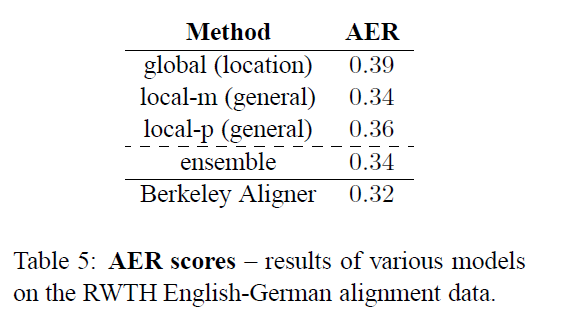 Method AER
global (location) 0.39
local-m (general) 0.34
local-p (general) 0.36
ensemble 0.34
Berkeley Aligner 0.32
Table 5: AER scores – results of various models
on the RWTH English-German alignment data.